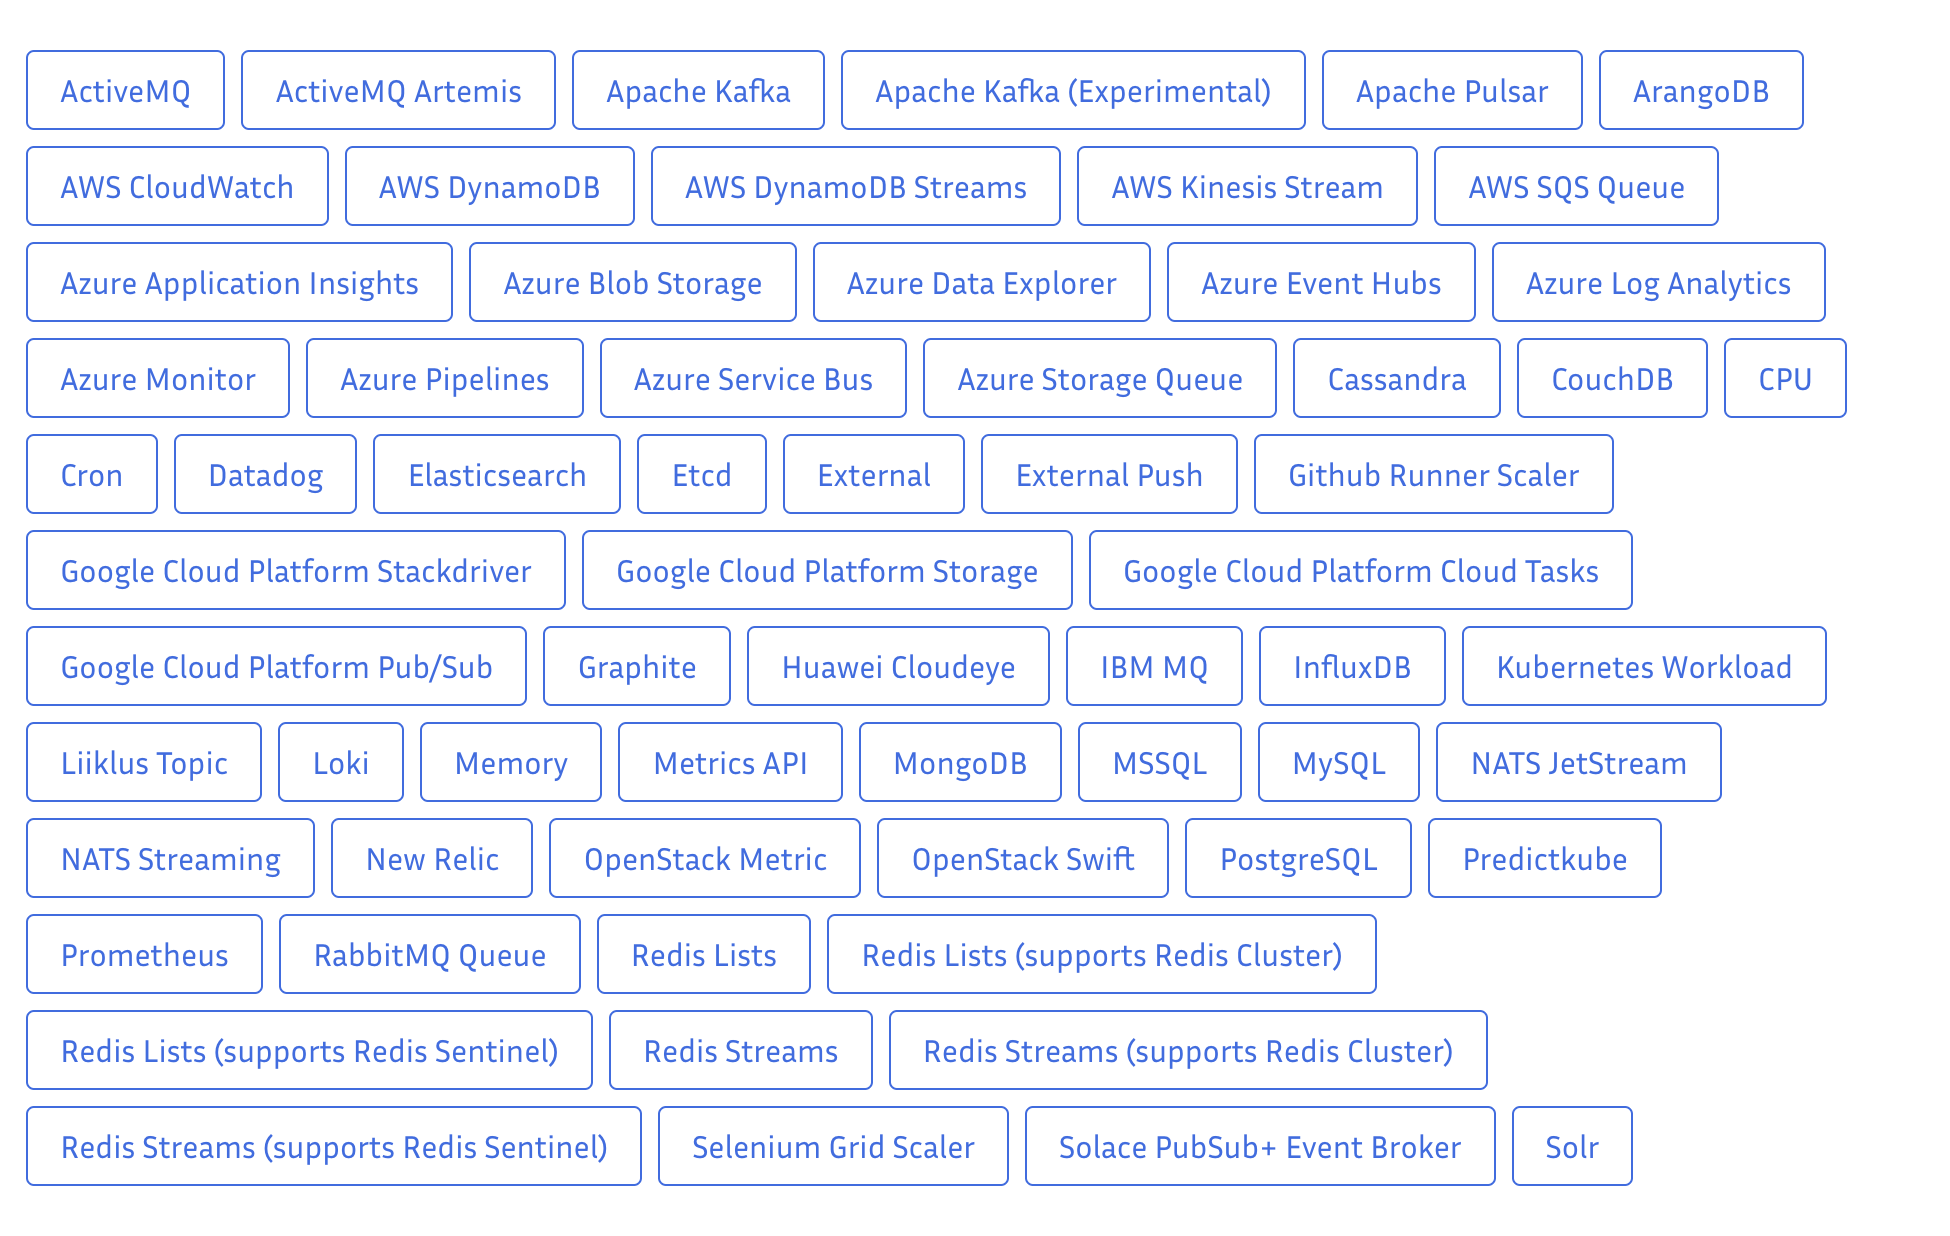 ActiveMQ ActiveMQ Artemis Apache Kafka Apache Kafka (Experimental) Apache Pulsar ArangoDB
AWS CloudWatch AWS DynamoDB AWS DynamoDB Streams AWS Kinesis Stream AWS SQS Queue
Azure Application Insights Azure Blob Storage Azure Data Explorer Azure Event Hubs Azure Log Analytics
Azure Monitor Azure Pipelines Azure Service Bus Azure Storage Queue Cassandra CouchDB CPU
Cron Datadog Elasticsearch Etcd External External Push Github Runner Scaler
Google Cloud Platform Stackdriver Google Cloud Platform Storage Google Cloud Platform Cloud Tasks
Google Cloud Platform Pub/Sub Graphite Huawei Cloudeye IBM MQ InfluxDB Kubernetes Workload
Liiklus Topic Loki Memory Metrics API MongoDB MSSQL MySQL NATS JetStream
NATS Streaming New Relic OpenStack Metric OpenStack Swift PostgreSQL Predictkube
Prometheus RabbitMQ Queue Redis Lists Redis Lists (supports Redis Cluster)
Redis Lists (supports Redis Sentinel) Redis Streams Redis Streams (supports Redis Cluster)
Redis Streams (supports Redis Sentinel) Selenium Grid Scaler Solace PubSub+ Event Broker Solr